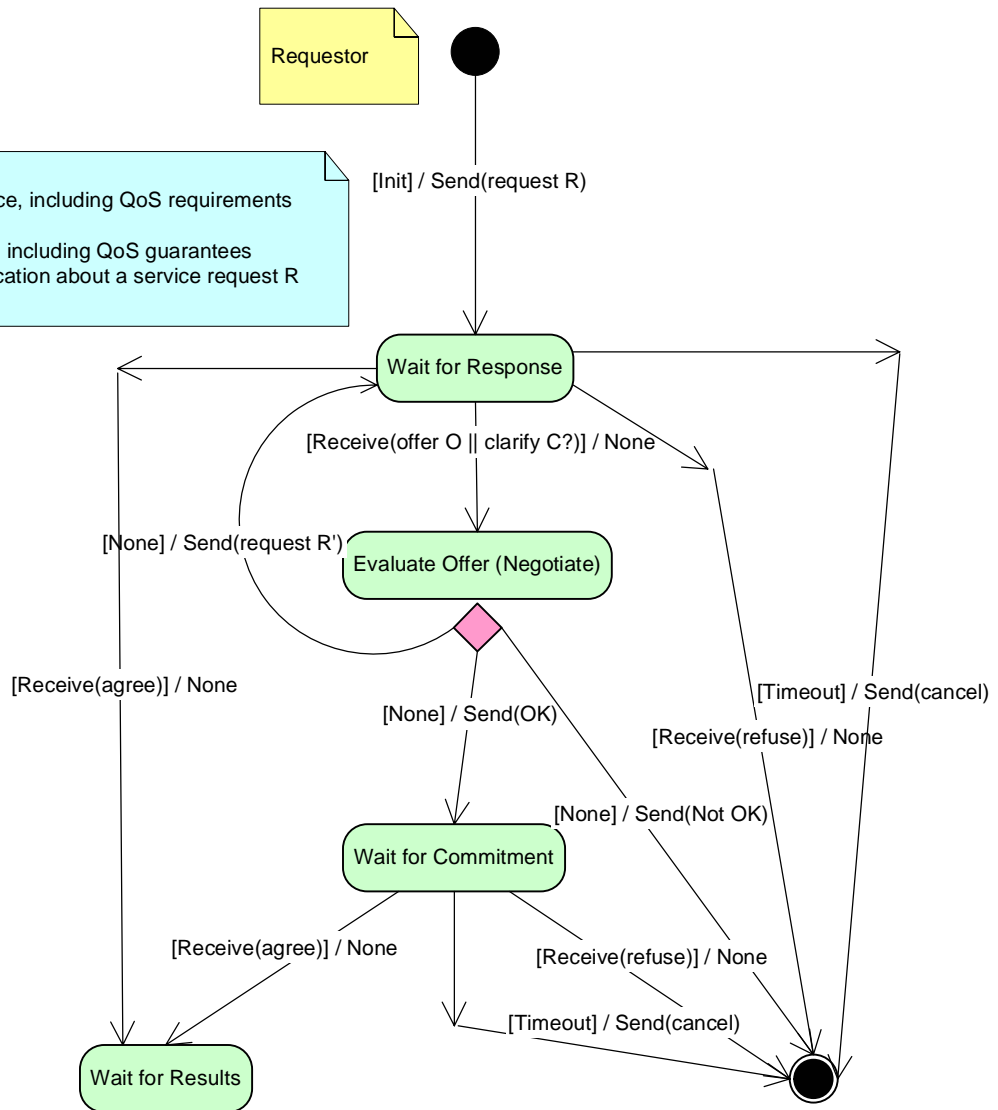 Requestor
[Init] / Send(request R)
including QoS requirements
including QoS guarantees
about a service request R
Wait for Response
[Receive(offer O || clarify C?)] / None
[None] / Send(request R')
Evaluate Offer (Negotiate)
[Receive(agree)] / None
[Timeout] / Send(cancel)
[None] / Send(OK)
[Receive(refuse)] / None
[None] / Send(Not OK)
Wait for Commitment
[Receive(agree)] / None
[Receive(refuse)] / None
[Timeout] / Send(cancel)
Wait for Results